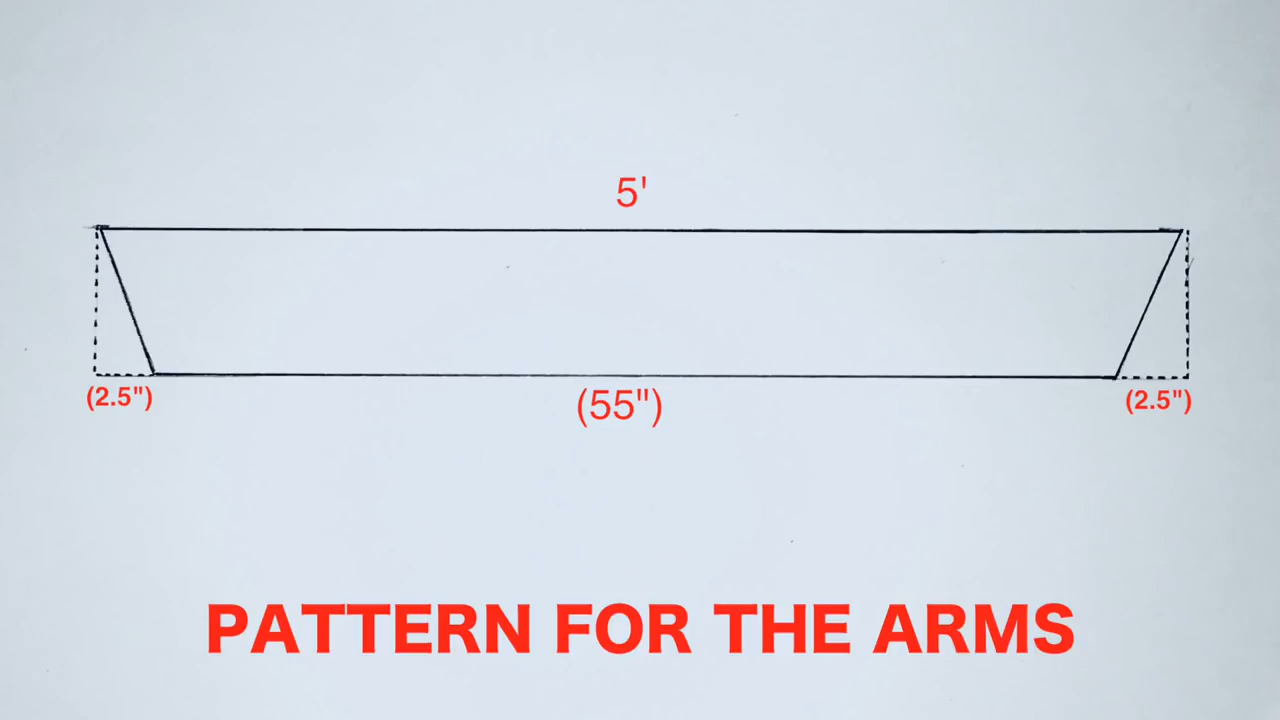 5'
(2.5") (55") (2.5")
PATTERN FOR THE ARMS